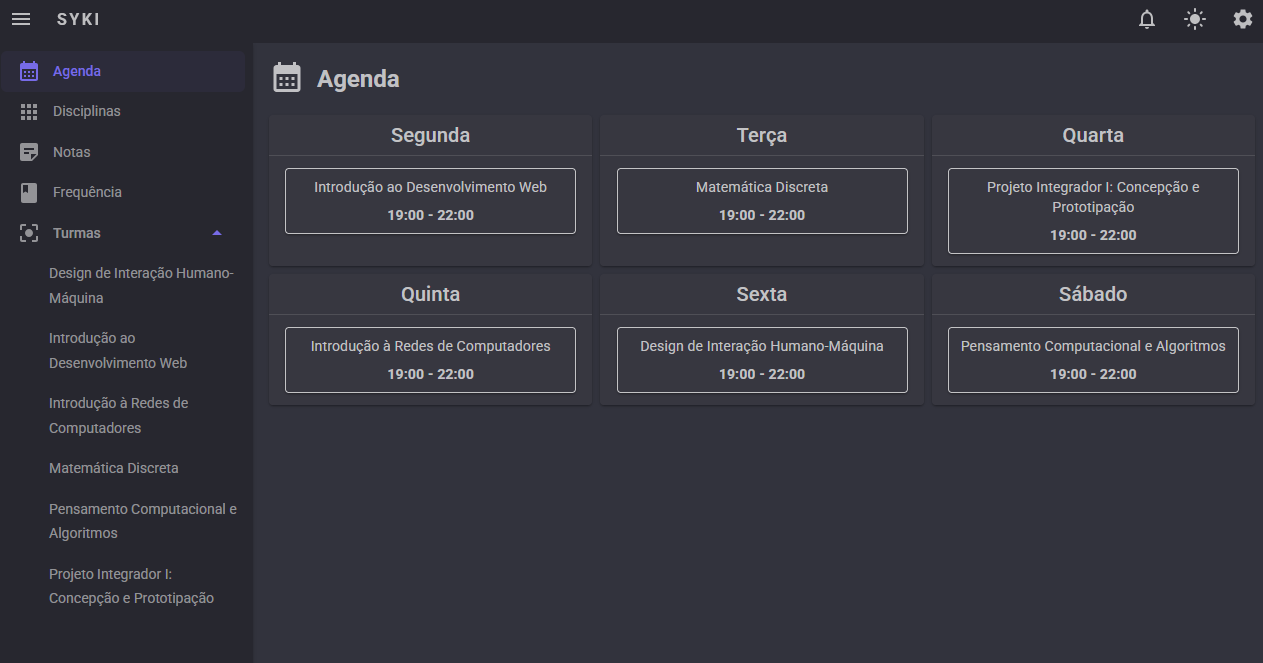 SYKI
Agenda
Disciplinas
Notas
Frequência
Turmas
Design de Interação Humano-
Máquina
Introdução ao
Desenvolvimento Web
Introdução à Redes de
Computadores
Matemática Discreta
Pensamento Computacional e
Algoritmos
Projeto Integrador I:
Concepção e Prototipação
Agenda
Segunda
Introdução ao Desenvolvimento Web
19:00 - 22:00
Terça
Matemática Discreta
19:00 - 22:00
Quarta
Projeto Integrador I: Concepção e
Prototipação
19:00 - 22:00
Quinta
Introdução à Redes de Computadores
19:00 - 22:00
Sexta
Design de Interação Humano-Máquina
19:00 - 22:00
Sábado
Pensamento Computacional e Algoritmos
19:00 - 22:00